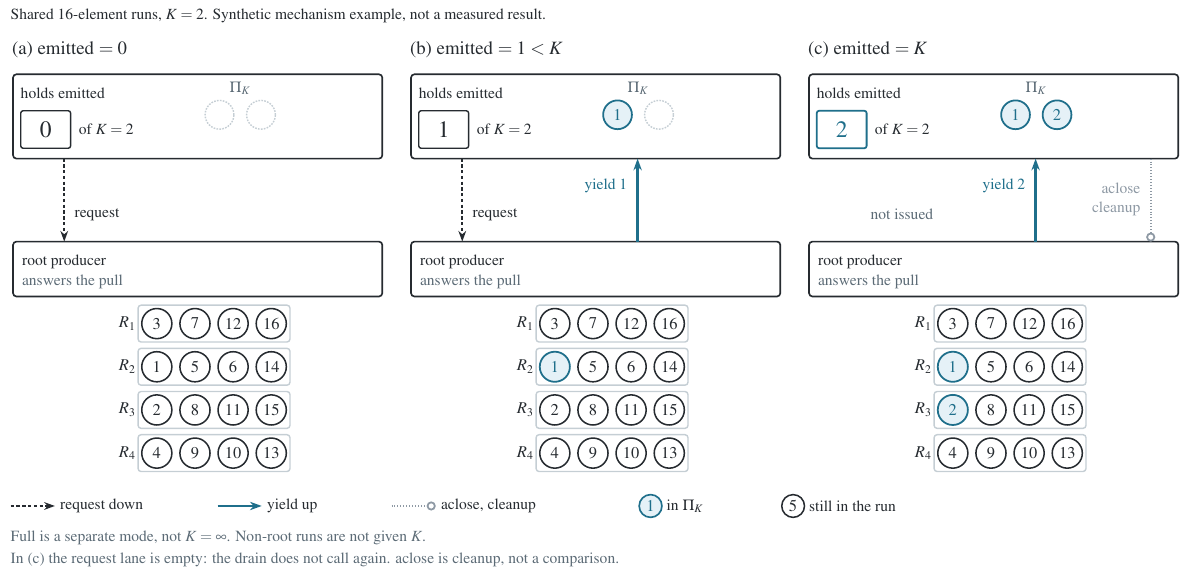 Shared 16-element runs, K = 2. Synthetic mechanism example, not a measured result.
(a) emitted = 0
holds emitted
Π_K
0 of K = 2
request
root producer
answers the pull
R₁ 3 7 12 16
R₂ 1 5 6 14
R₃ 2 8 11 15
R₄ 4 9 10 13
(b) emitted = 1 < K
holds emitted
Π_K
1 of K = 2
1
yield 1
request
root producer
answers the pull
R₁ 3 7 12 16
R₂ 1 5 6 14
R₃ 2 8 11 15
R₄ 4 9 10 13
(c) emitted = K
holds emitted
Π_K
2 of K = 2
1 2
yield 2
aclose
cleanup
not issued
root producer
answers the pull
R₁ 3 7 12 16
R₂ 1 5 6 14
R₃ 2 8 11 15
R₄ 4 9 10 13
request down
yield up
aclose, cleanup
1 in Π_K
5 still in the run
Full is a separate mode, not K = ∞. Non-root runs are not given K.
In (c) the request lane is empty: the drain does not call again. aclose is cleanup, not a comparison.